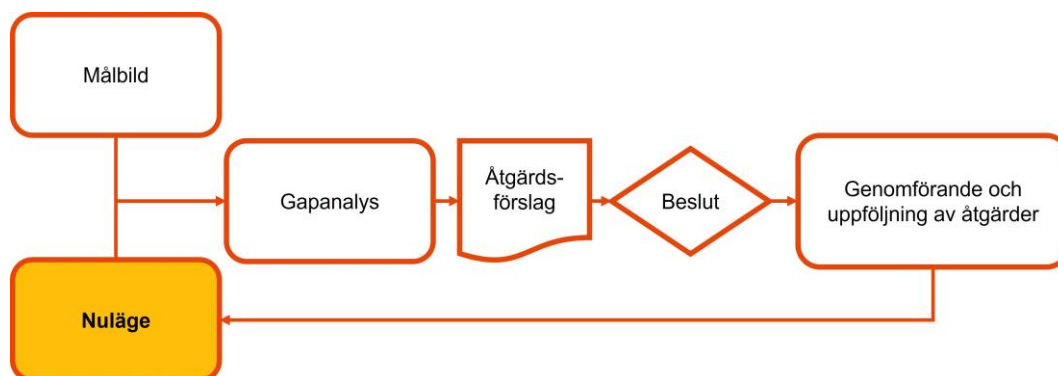 Målbild
Gapanalys
Åtgärds-
förslag
Beslut
Genomförande och
uppföljning av åtgärder
Nuläge